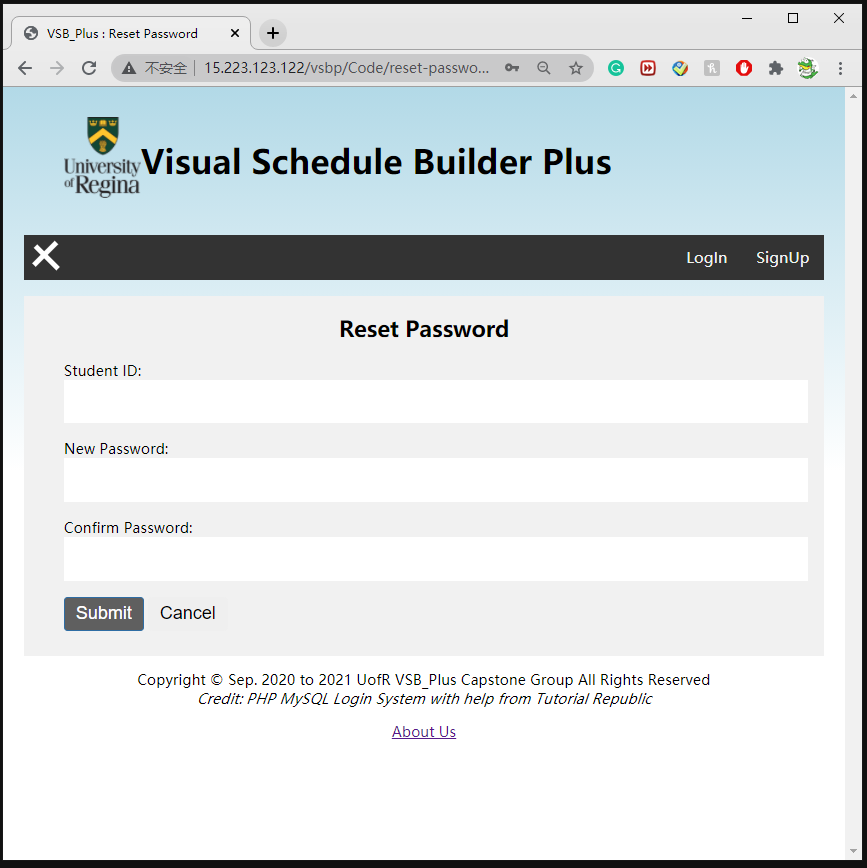 VSB_Plus : Reset Password
不安全
15.223.123.122/vsbp/Code/reset-passwo...
University
of Regina
Visual Schedule Builder Plus
LogIn
SignUp
Reset Password
Student ID:
New Password:
Confirm Password:
Submit
Cancel
Copyright © Sep. 2020 to 2021 UofR VSB_Plus Capstone Group All Rights Reserved
Credit: PHP MySQL Login System with help from Tutorial Republic
About Us